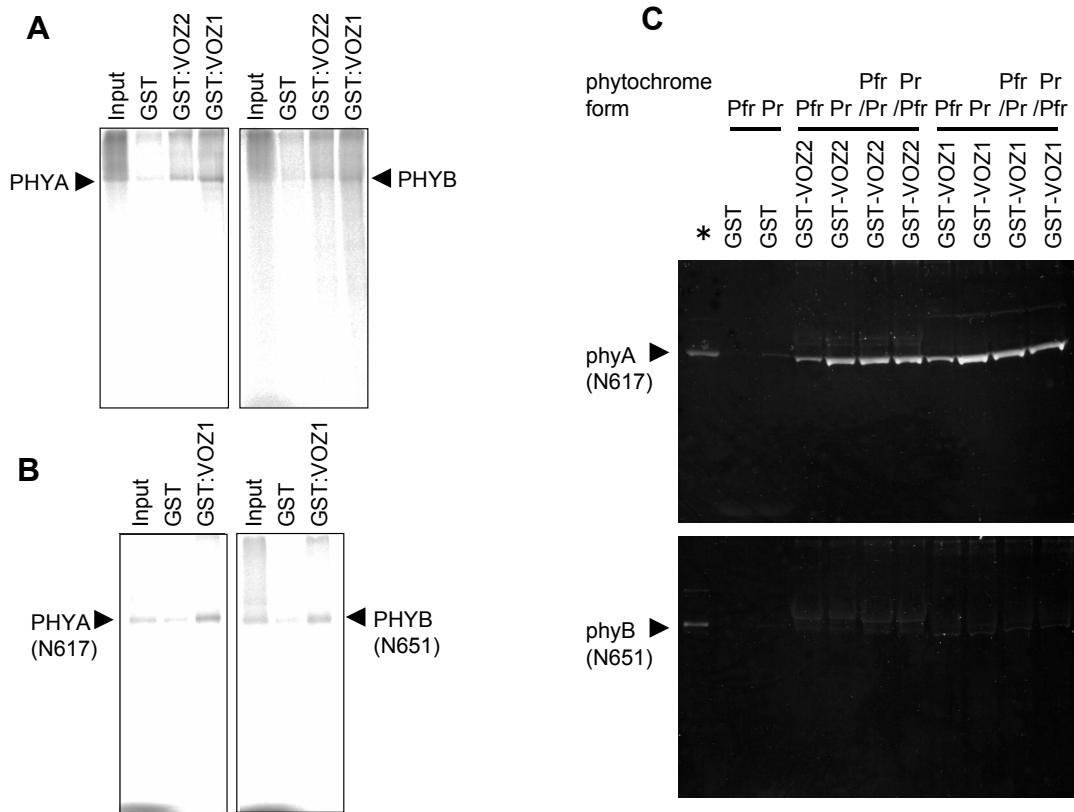 A
Input
GST
GST:VOZ2
GST:VOZ1
Input
GST
GST:VOZ2
GST:VOZ1
PHYA
PHYB
B
Input
GST
GST:VOZ1
Input
GST
GST:VOZ1
PHYA
(N617)
PHYB
(N651)
C
phytochrome
form
Pfr
Pr
Pfr
Pr
Pfr
/Pr
Pr
/Pfr
Pfr
Pr
Pfr
/Pr
Pr
/Pfr
*
GST
GST
GST-VOZ2
GST-VOZ2
GST-VOZ2
GST-VOZ2
GST-VOZ1
GST-VOZ1
GST-VOZ1
GST-VOZ1
phyA
(N617)
phyB
(N651)